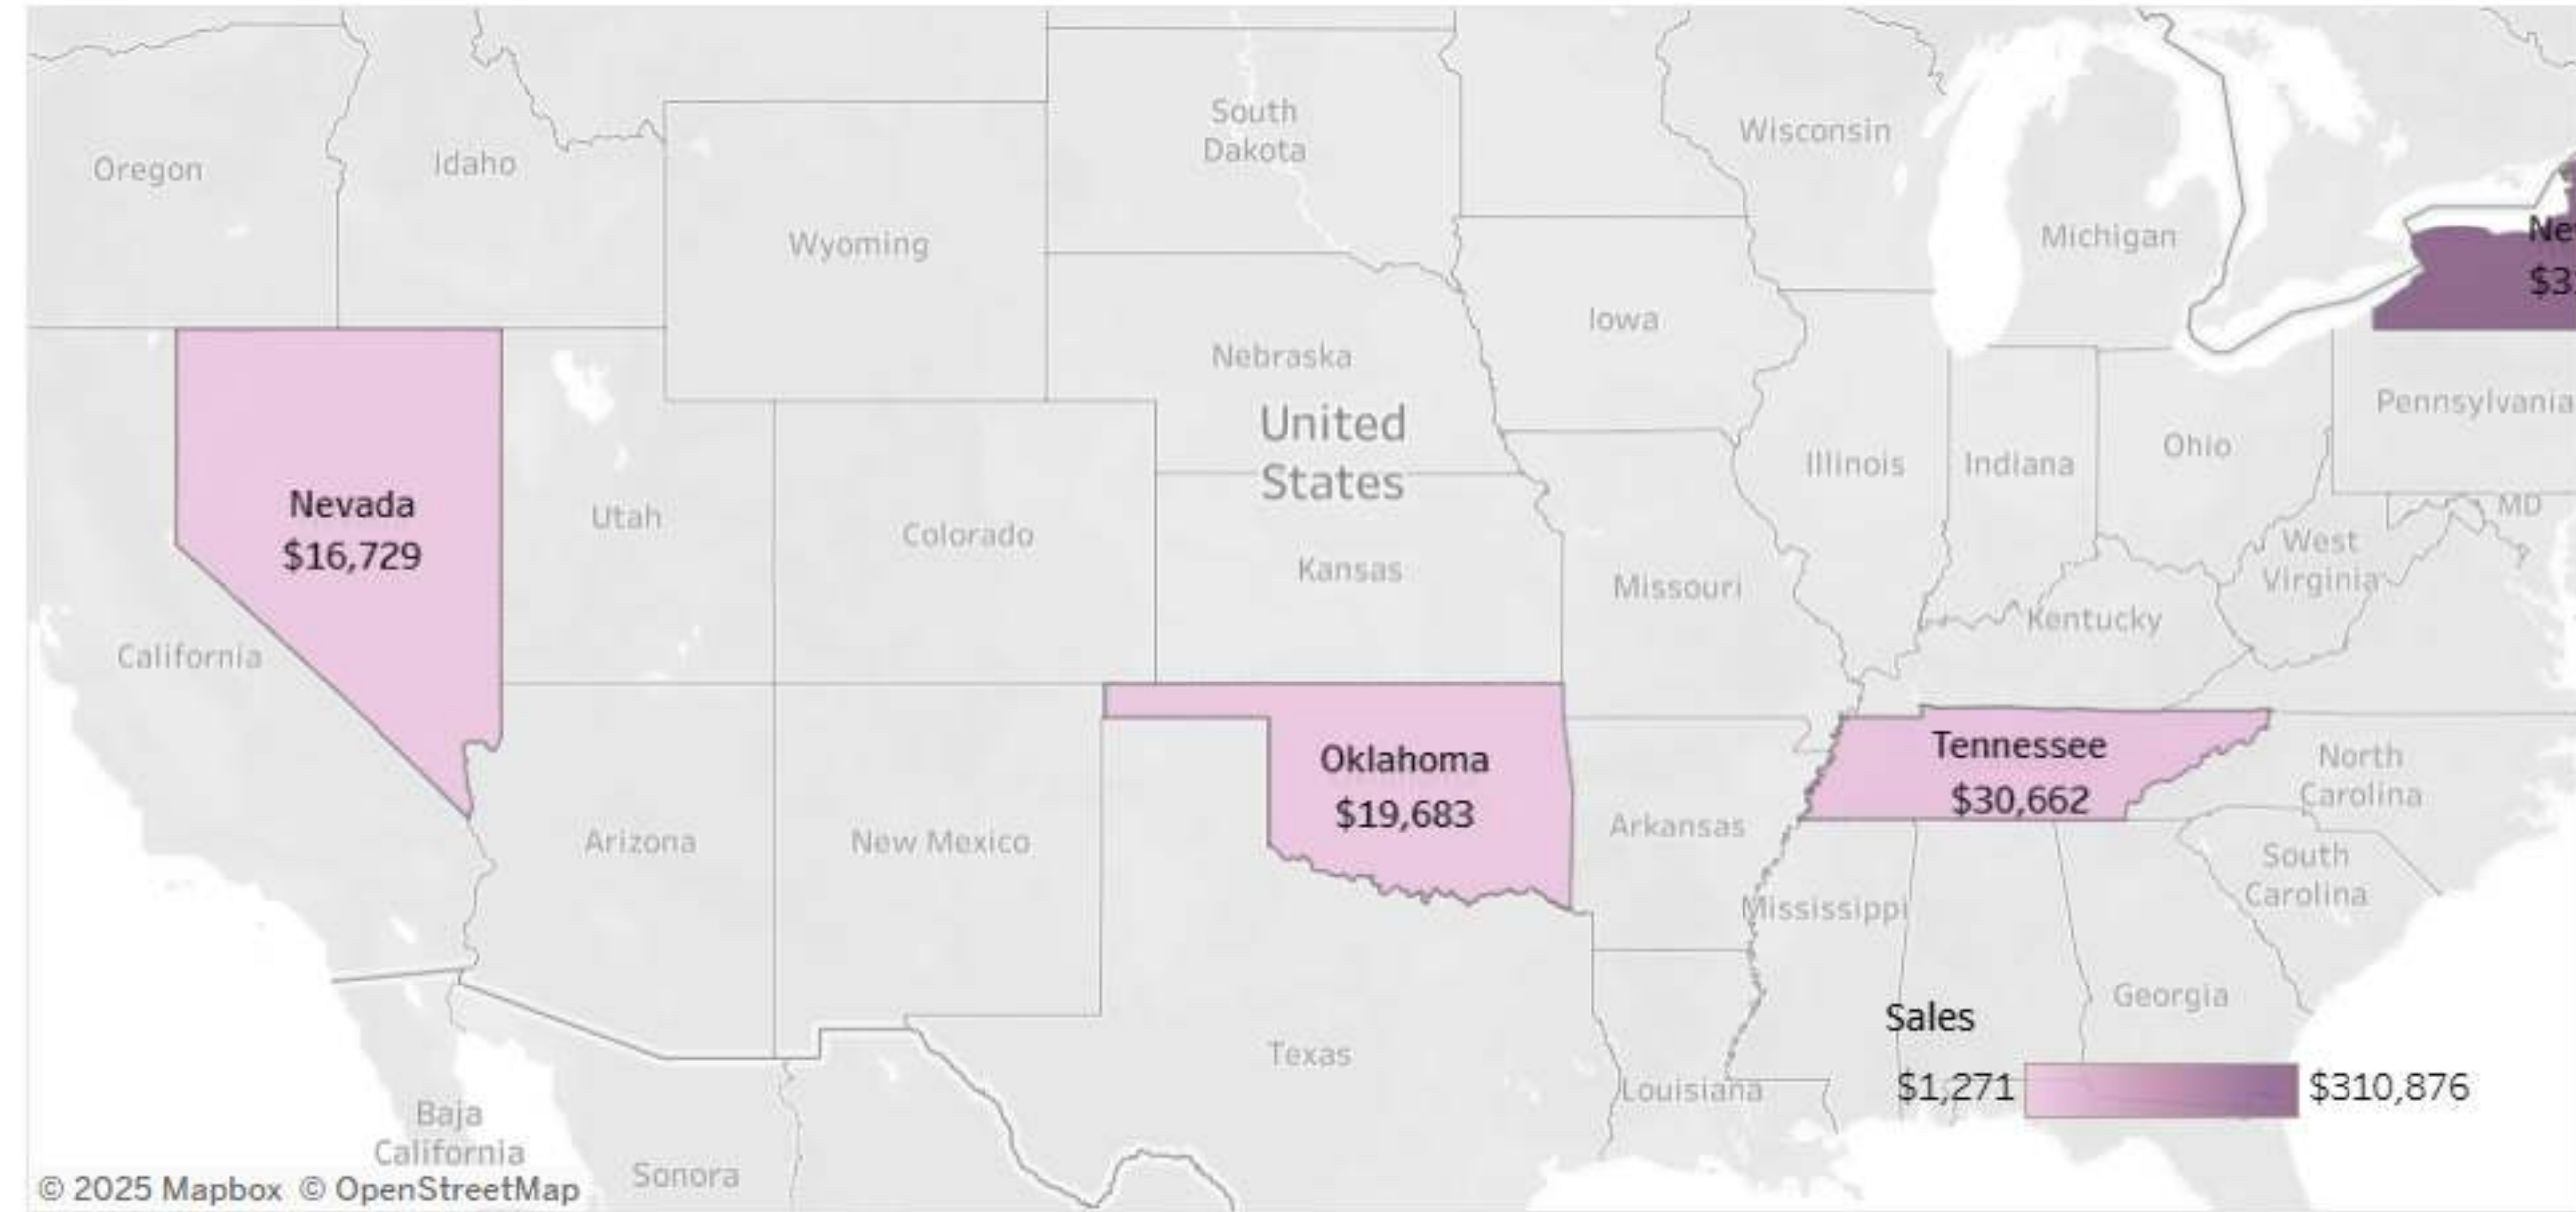 South
Dakota
Wisconsin
Oregon
Idaho
Wyoming
Michigan
Ne
$3
Iowa
Nebraska
Pennsylvania
United
States
Ohio
Illinois
Indiana
Nevada
$16,729
Utah
Colorado
MD
Kansas
West
Virginia
Missouri
Kentucky
California
Oklahoma
$19,683
Tennessee
$30,662
North
Carolina
Arizona
New Mexico
Arkansas
South
Carolina
Mississippi
Georgia
Sales
$1,271
$310,876
Texas
Louisiana
Baja
California
Sonora
© 2025 Mapbox © OpenStreetMap